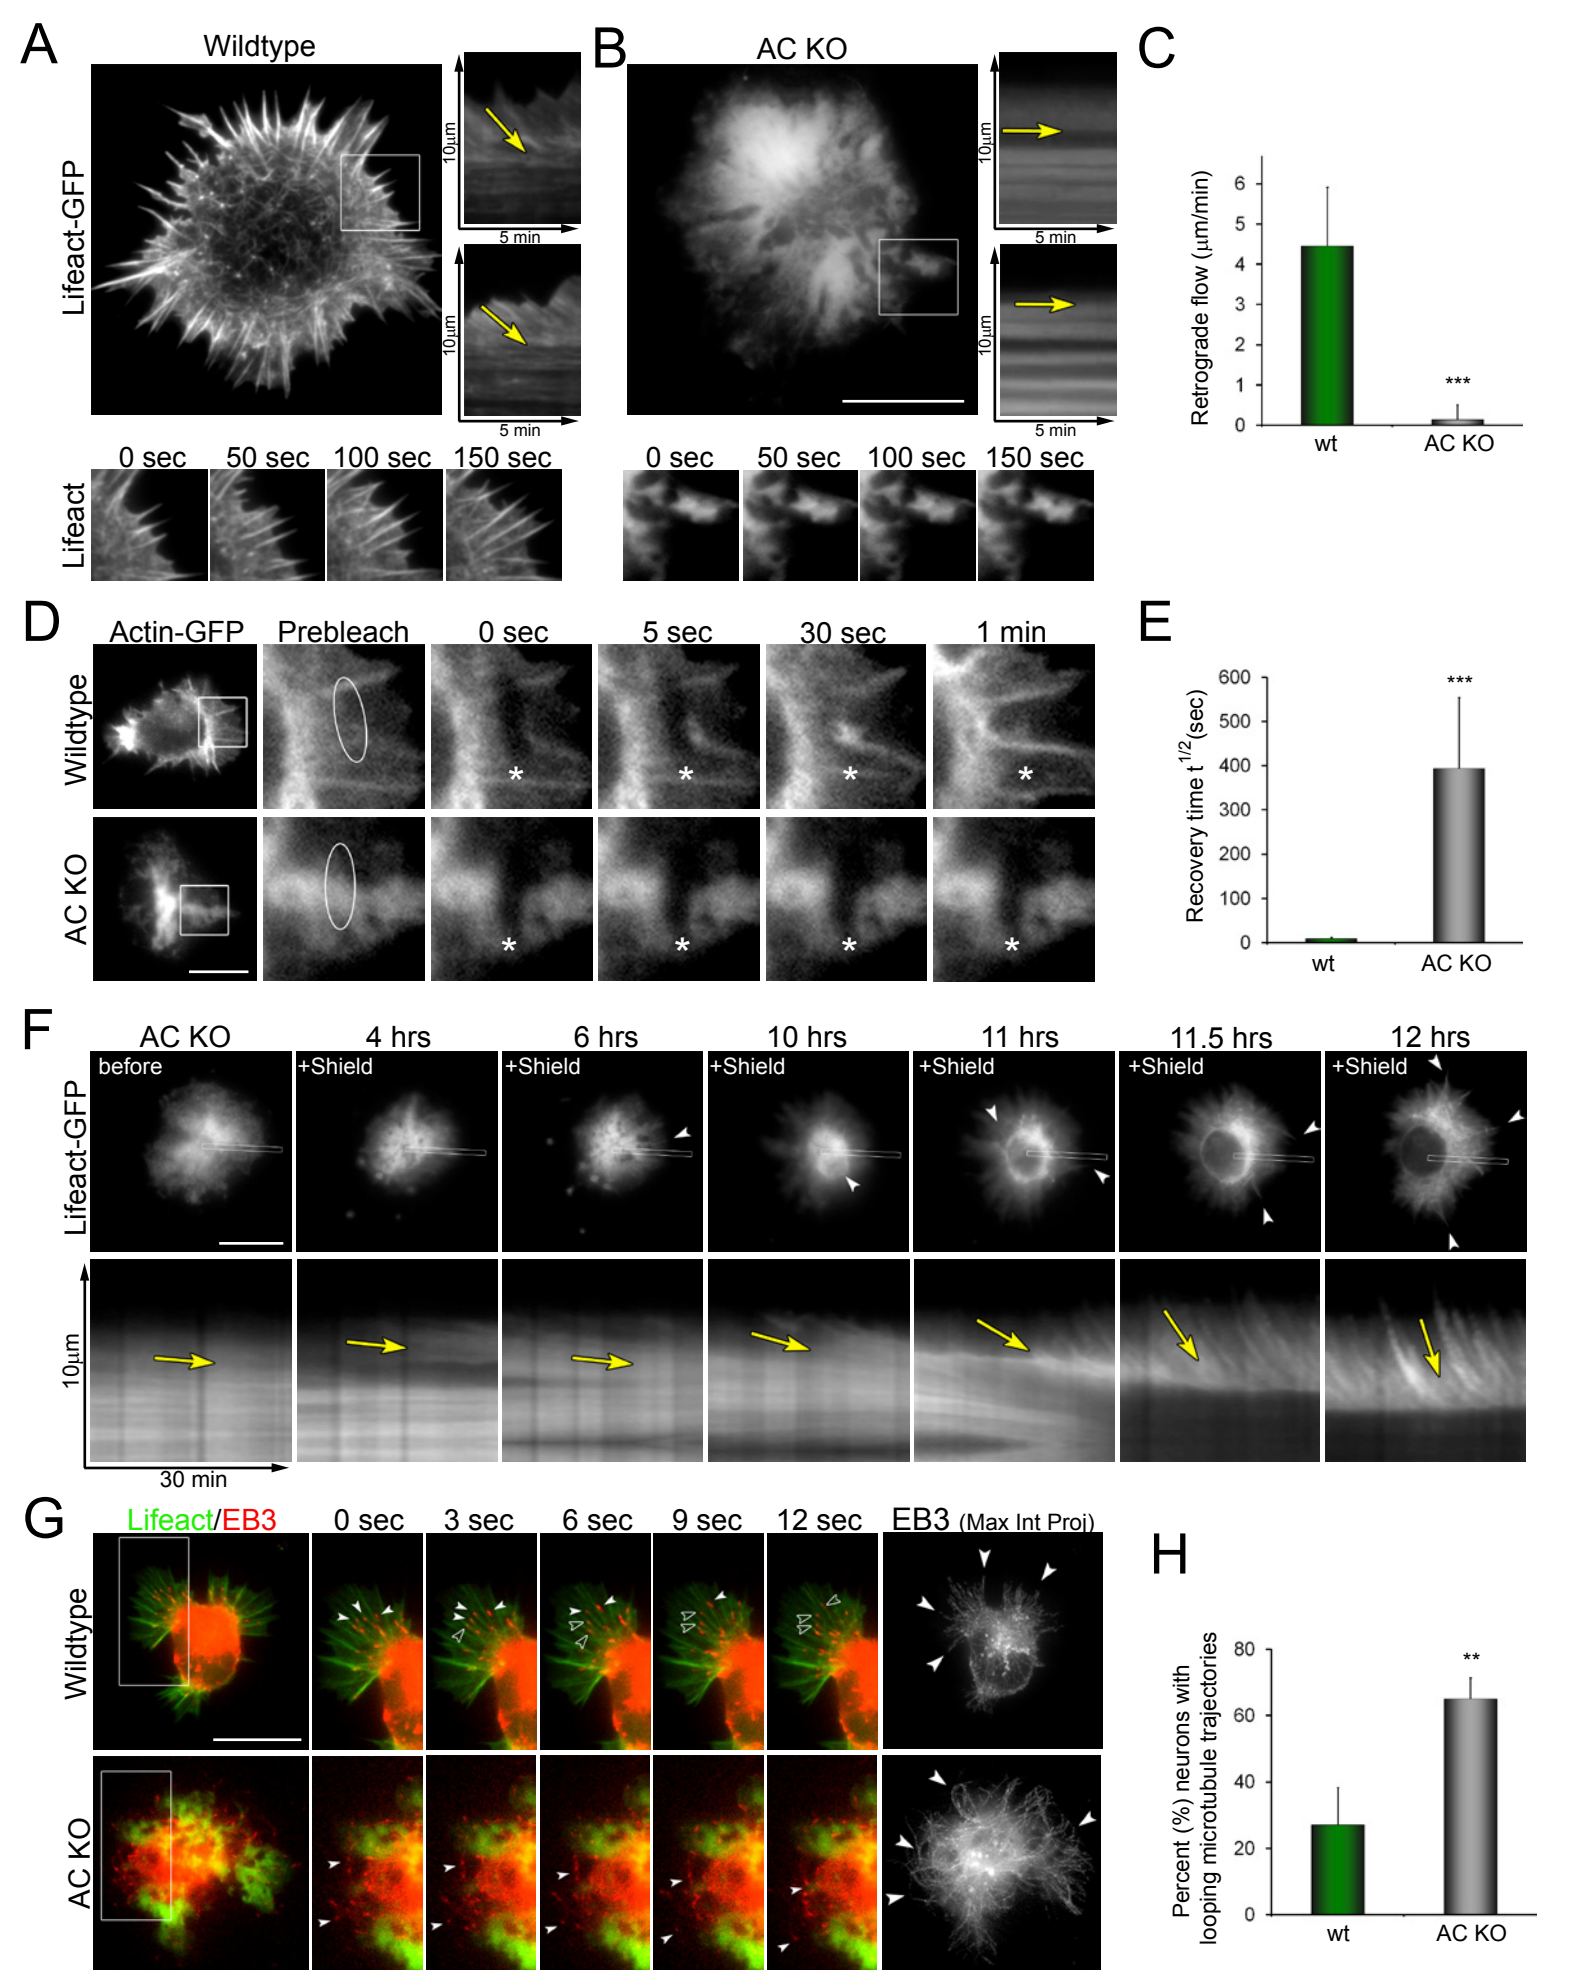 A
Wildtype
Lifeact-GFP
10μm
5 min
10μm
5 min
0 sec 50 sec 100 sec 150 sec
Lifeact
B
AC KO
10μm
5 min
10μm
5 min
0 sec 50 sec 100 sec 150 sec
C
Retrograde flow (μm/min)
6
5
4
3
2
1
0
***
wt AC KO
D
Actin-GFP Prebleach 0 sec 5 sec 30 sec 1 min
Wildtype
* * * *
AC KO
* * * *
E
Recovery time t 1/2 (sec)
600
500
400
300
200
100
0
***
wt AC KO
F
AC KO 4 hrs 6 hrs 10 hrs 11 hrs 11.5 hrs 12 hrs
before +Shield +Shield +Shield +Shield +Shield +Shield
Lifeact-GFP
10μm
30 min
G
Lifeact/EB3 0 sec 3 sec 6 sec 9 sec 12 sec EB3 (Max Int Proj)
Wildtype
AC KO
H
Percent (%) neurons with
looping microtubule trajectories
80
60
40
20
0
**
wt AC KO